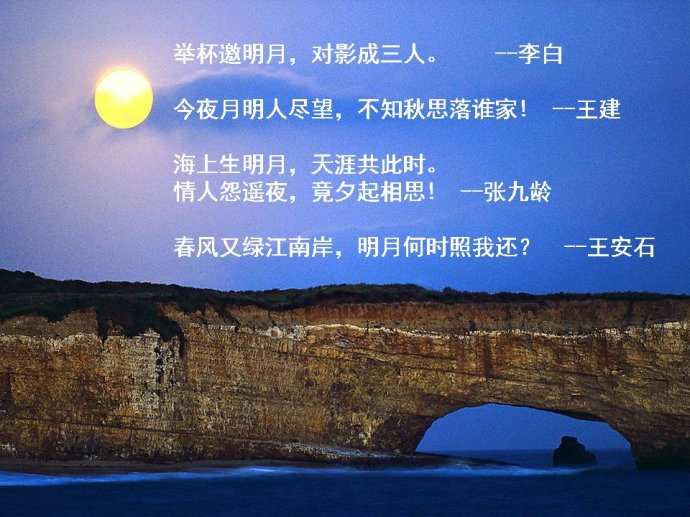 举杯邀明月，对影成三人。 --李白
今夜月明人尽望，不知秋思落谁家！ --王建
海上生明月，天涯共此时。
情人怨遥夜，竟夕起相思！ --张九龄
春风又绿江南岸，明月何时照我还？ --王安石